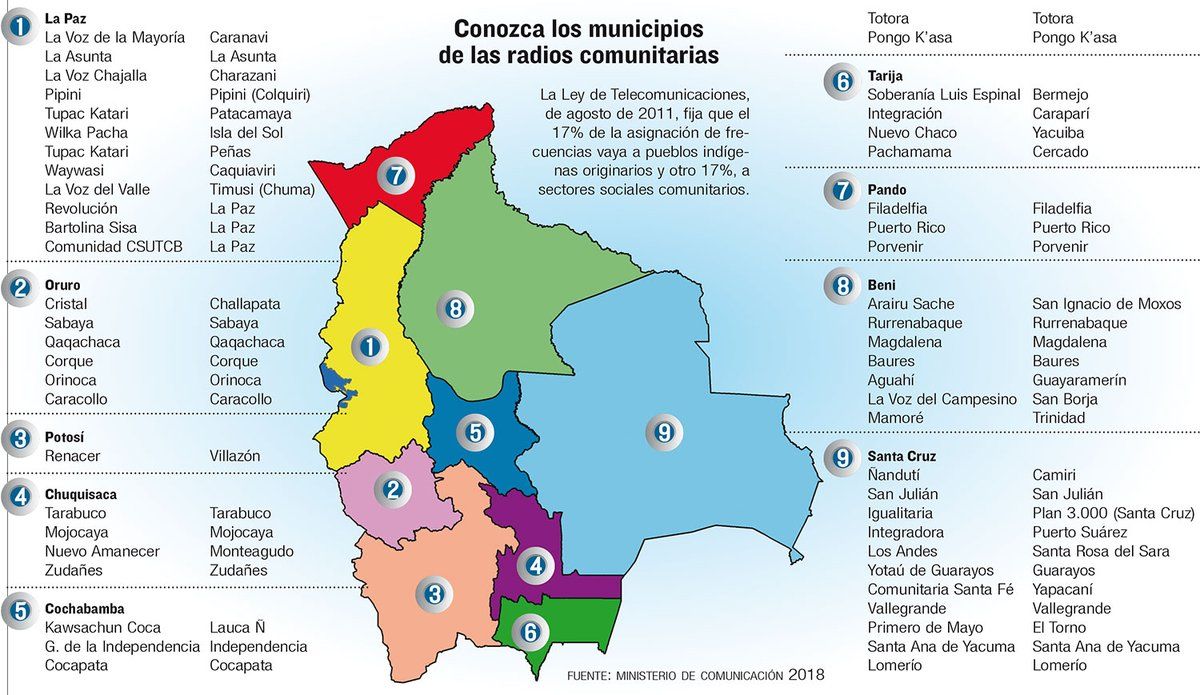 Conozca los municipios
de las radios comunitarias
La Ley de Telecomunicaciones,
de agosto de 2011, fija que el
17% de la asignación de fre-
cuencias vaya a pueblos indíge-
nas originarios y otro 17%, a
sectores sociales comunitarios.
1 La Paz
La Voz de la Mayoría Caranavi
La Asunta La Asunta
La Voz Chajalla Charazani
Pipini Pipini (Colquiri)
Tupac Katari Patacamaya
Wilka Pacha Isla del Sol
Tupac Katari Peñas
Waywasi Caquiaviri
La Voz del Valle Timusi (Chuma)
Revolución La Paz
Bartolina Sisa La Paz
Comunidad CSUTCB La Paz
2 Oruro
Cristal Challapata
Sabaya Sabaya
Qaqachaca Qaqachaca
Corque Corque
Orinoca Orinoca
Caracollo Caracollo
3 Potosí
Renacer Villazón
4 Chuquisaca
Tarabuco Tarabuco
Mojocaya Mojocaya
Nuevo Amanecer Monteagudo
Zudañes Zudañes
5 Cochabamba
Kawsachun Coca Lauca Ñ
G. de la Independencia Independencia
Cocapata Cocapata
Totora Totora
Pongo K’asa Pongo K’asa
6 Tarija
Soberanía Luis Espinal Bermejo
Integración Caraparí
Nuevo Chaco Yacuiba
Pachamama Cercado
7 Pando
Filadelfia Filadelfia
Puerto Rico Puerto Rico
Porvenir Porvenir
8 Beni
Arairu Sache San Ignacio de Moxos
Rurrenabaque Rurrenabaque
Magdalena Magdalena
Baures Baures
Aguahí Guayaramerín
La Voz del Campesino San Borja
Mamoré Trinidad
9 Santa Cruz
Ñandutí Camiri
San Julián San Julián
Igualitaria Plan 3.000 (Santa Cruz)
Integradora Puerto Suárez
Los Andes Santa Rosa del Sara
Yotaú de Guarayos Guarayos
Comunitaria Santa Fé Yapacaní
Vallegrande Vallegrande
Primero de Mayo El Torno
Santa Ana de Yacuma Santa Ana de Yacuma
Lomerío Lomerío
7
8
1
5
9
2
4
3
6
FUENTE: MINISTERIO DE COMUNICACIÓN 2018